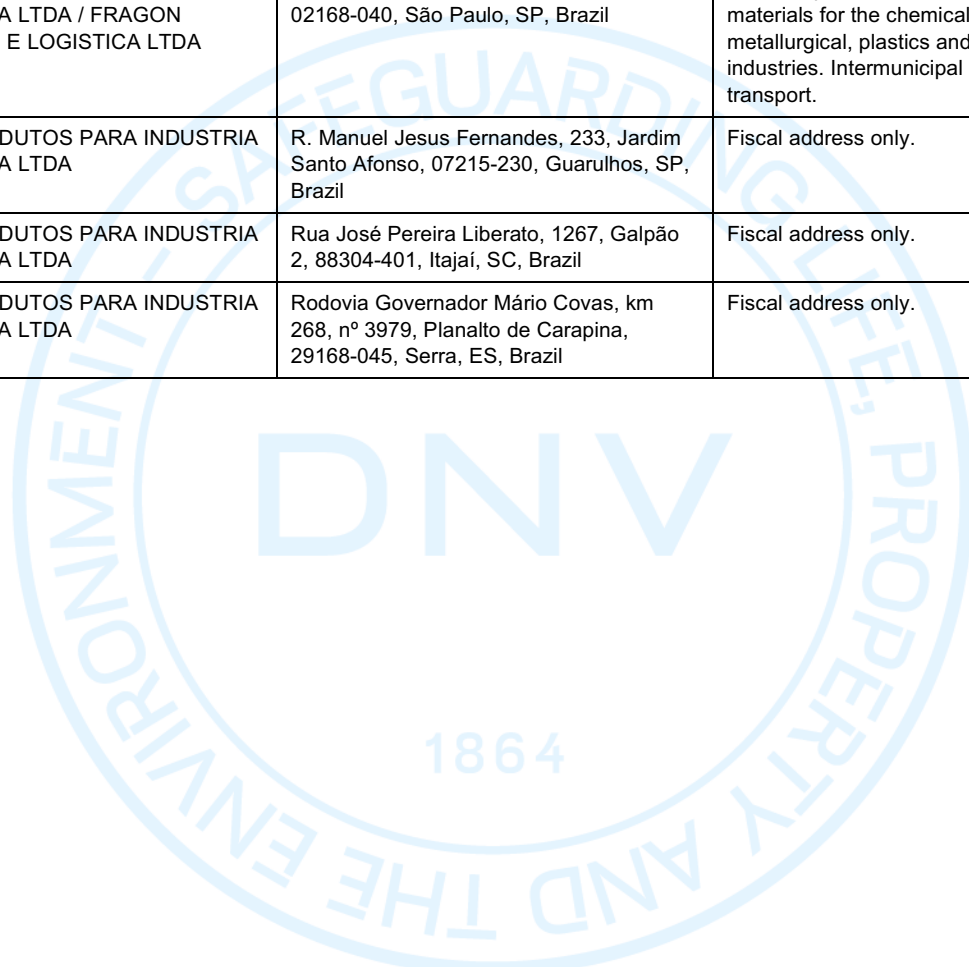 A LTDA / FRAGON
E LOGISTICA LTDA
02168-040, São Paulo, SP, Brazil
materials for the chemical
metallurgical, plastics and
industries. Intermunicipal
transport.
DUTOS PARA INDUSTRIA
A LTDA
R. Manuel Jesus Fernandes, 233, Jardim
Santo Afonso, 07215-230, Guarulhos, SP,
Brazil
Fiscal address only.
DUTOS PARA INDUSTRIA
A LTDA
Rua José Pereira Liberato, 1267, Galpão
2, 88304-401, Itajaí, SC, Brazil
Fiscal address only.
DUTOS PARA INDUSTRIA
A LTDA
Rodovia Governador Mário Covas, km
268, nº 3979, Planalto de Carapina,
29168-045, Serra, ES, Brazil
Fiscal address only.
SAFEGUARDING LIFE, PROPERTY AND THE ENVIRONMENT –
DNV
1864